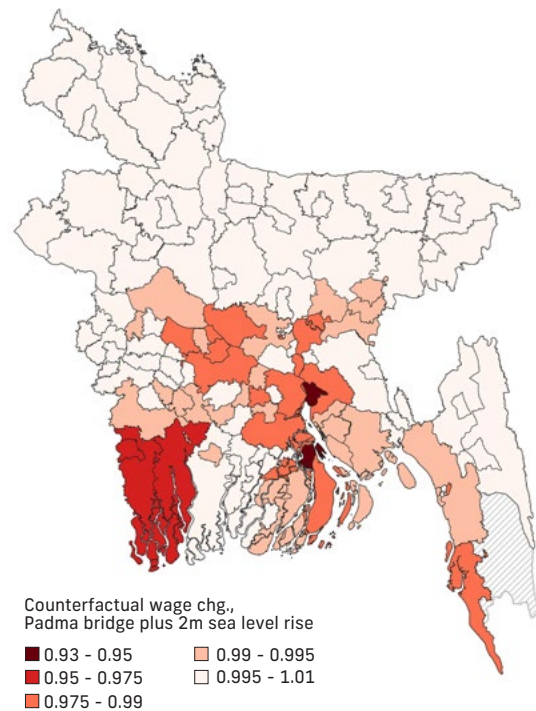 Counterfactual wage chg.,
Padma bridge plus 2m sea level rise
0.93 - 0.95
0.95 - 0.975
0.975 - 0.99
0.99 - 0.995
0.995 - 1.01